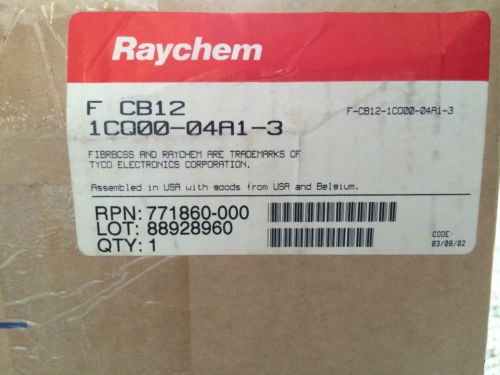 Raychem
F CB12
F-CB12-1CQ00-04A1-3
1CQ00-04A1-3
FIBRBOSS AND RAYCHEM ARE TRADEMARKS OF
TYCO ELECTRONICS CORPORATION.
Assembled in USA with goods from USA and Belgium.
RPN: 771860-000
LOT: 88928960
QTY: 1
CODE:
03/08/02